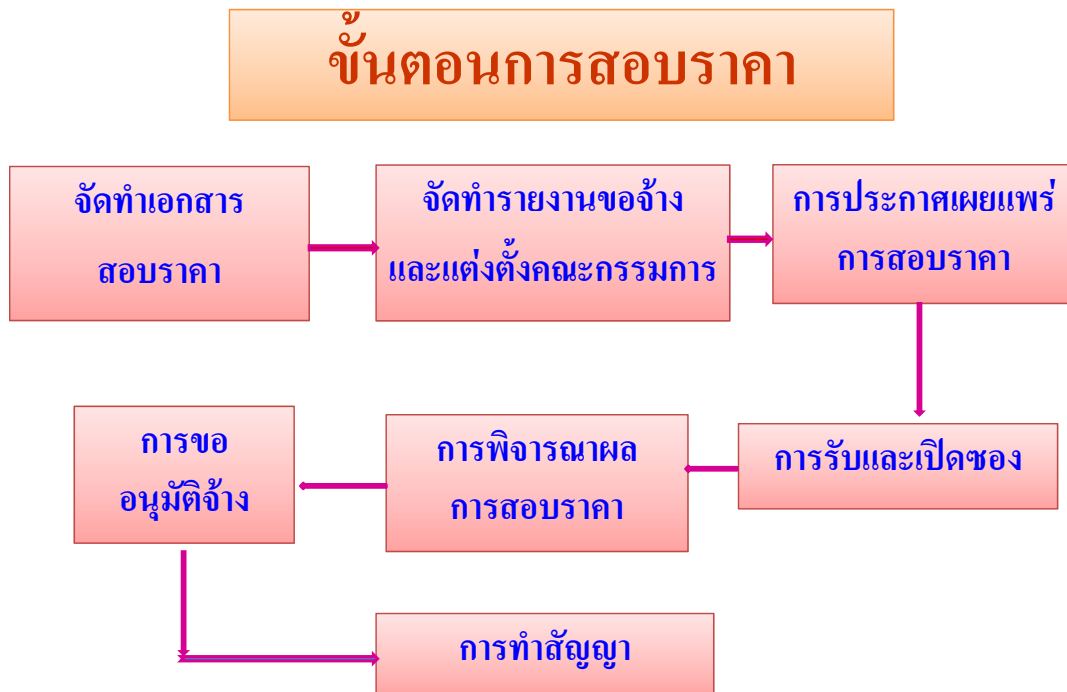 ขั้นตอนการสอบราคา
จัดทำเอกสาร
สอบราคา
จัดทำรายงานขอจ้าง
และแต่งตั้งคณะกรรมการ
การประกาศเผยแพร่
การสอบราคา
การรับและเปิดซอง
การพิจารณาผล
การสอบราคา
การขอ
อนุมัติจ้าง
การทำสัญญา